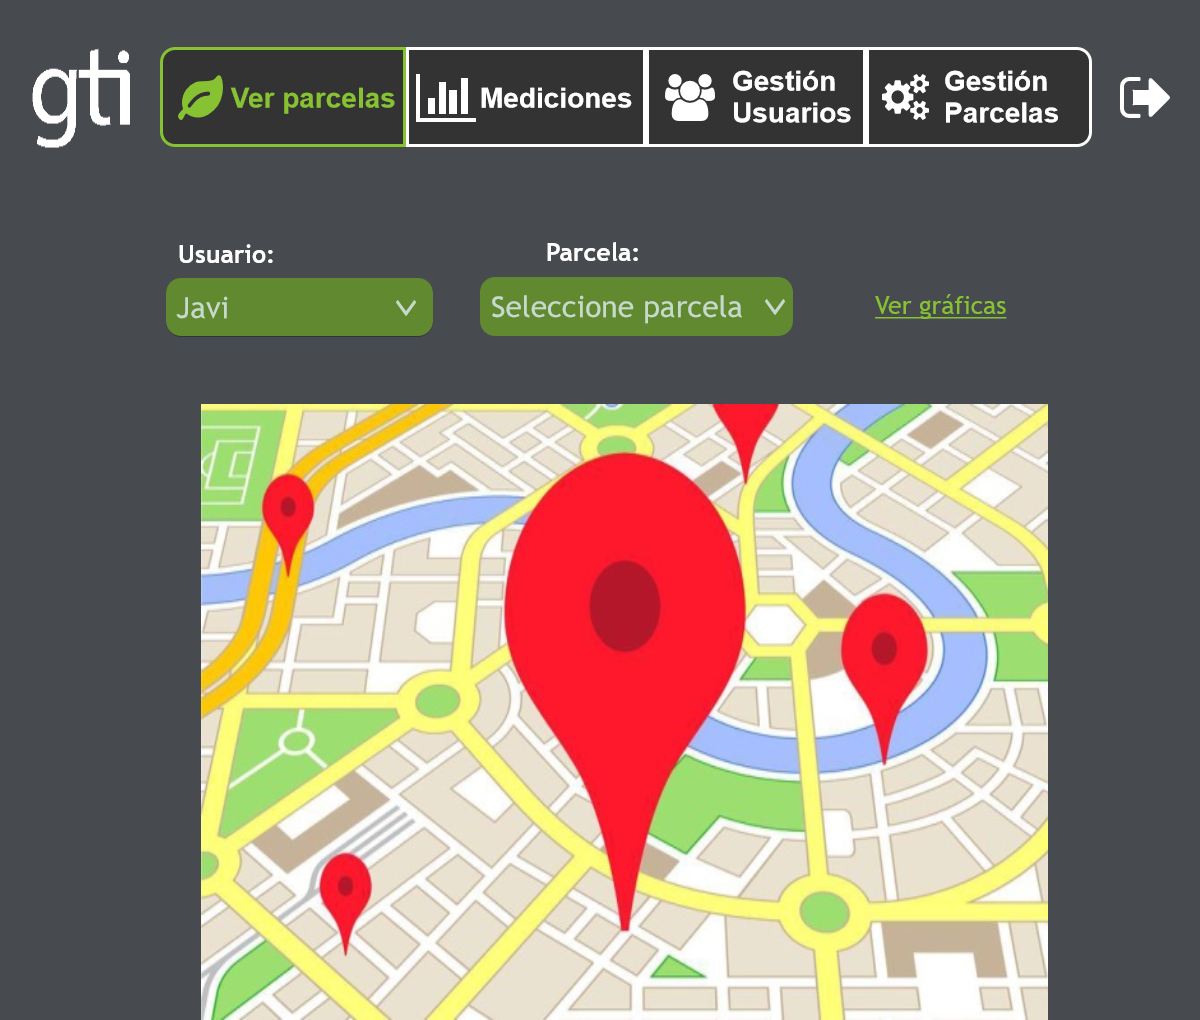 gti
Ver parcelas
Mediciones
Gestión
Usuarios
Gestión
Parcelas
Usuario:
Parcela:
Javi
Seleccione parcela
Ver gráficas